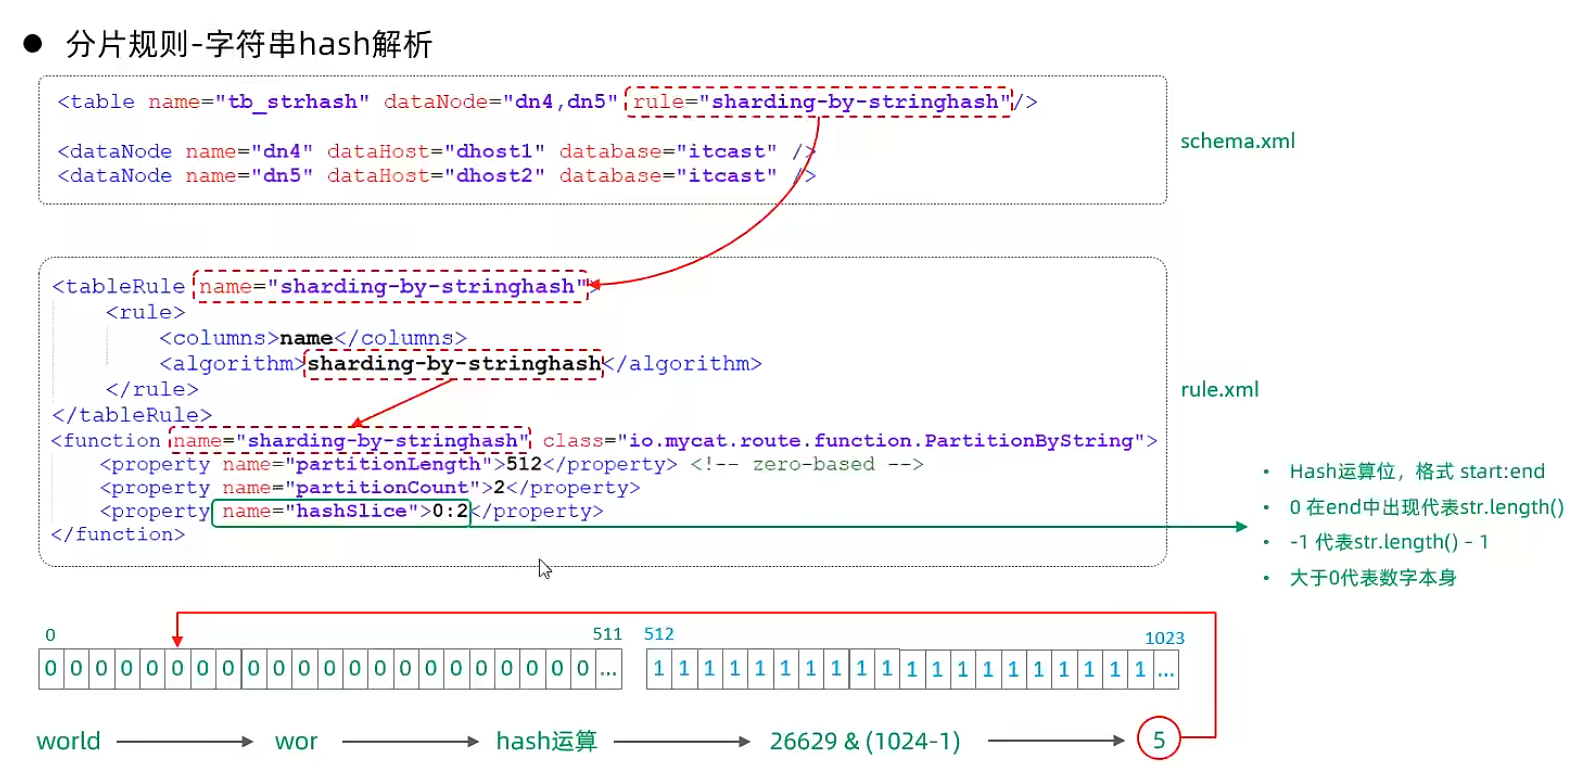 ● 分片规则-字符串hash解析
<table name="tb_strhash" dataNode="dn4,dn5" rule="sharding-by-stringhash"/>
<dataNode name="dn4" dataHost="dhost1" database="itcast" />
<dataNode name="dn5" dataHost="dhost2" database="itcast" />
schema.xml
<tableRule name="sharding-by-stringhash">
<rule>
<columns>name</columns>
<algorithm>sharding-by-stringhash</algorithm>
</rule>
</tableRule>
<function name="sharding-by-stringhash" class="io.mycat.route.function.PartitionByString">
<property name="partitionLength">512</property> <!-- zero-based -->
<property name="partitionCount">2</property>
<property name="hashSlice">0:2</property>
</function>
rule.xml
• Hash运算位，格式 start:end
• 0 在end中出现代表str.length()
• -1 代表str.length() - 1
• 大于0代表数字本身
0 511 512 1023
0 0 0 0 0 0 0 0 0 0 0 0 0 0 0 0 0 0 0 0 0 0 ... 1 1 1 1 1 1 1 1 1 1 1 1 1 1 1 1 1 1 1 1 ...
world wor hash运算 26629 & (1024-1) 5